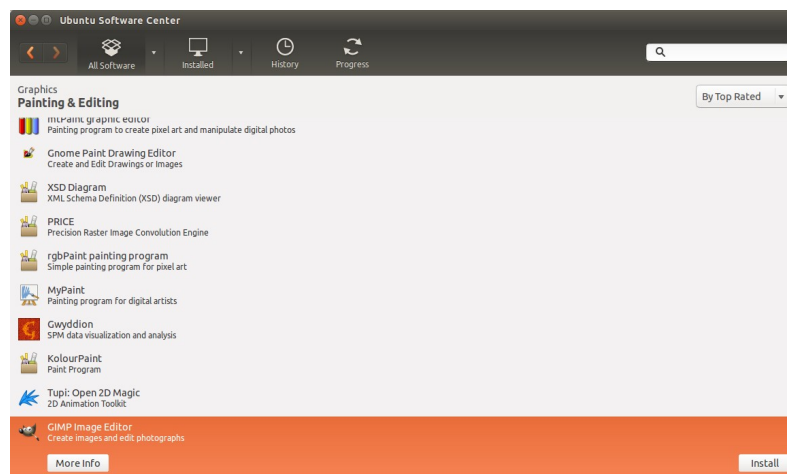 Ubuntu Software Center
All Software
Installed
History
Progress
Graphics
Painting & Editing
By Top Rated
mtPaint graphic editor
Painting program to create pixel art and manipulate digital photos
Gnome Paint Drawing Editor
Create and Edit Drawings or Images
XSD Diagram
XML Schema Definition (XSD) diagram viewer
PRICE
Precision Raster Image Convolution Engine
rgbPaint painting program
Simple painting program for pixel art
MyPaint
Painting program for digital artists
Gwyddion
SPM data visualization and analysis
KolourPaint
Paint Program
Tupi: Open 2D Magic
2D Animation Toolkit
GIMP Image Editor
Create images and edit photographs
More Info
Install